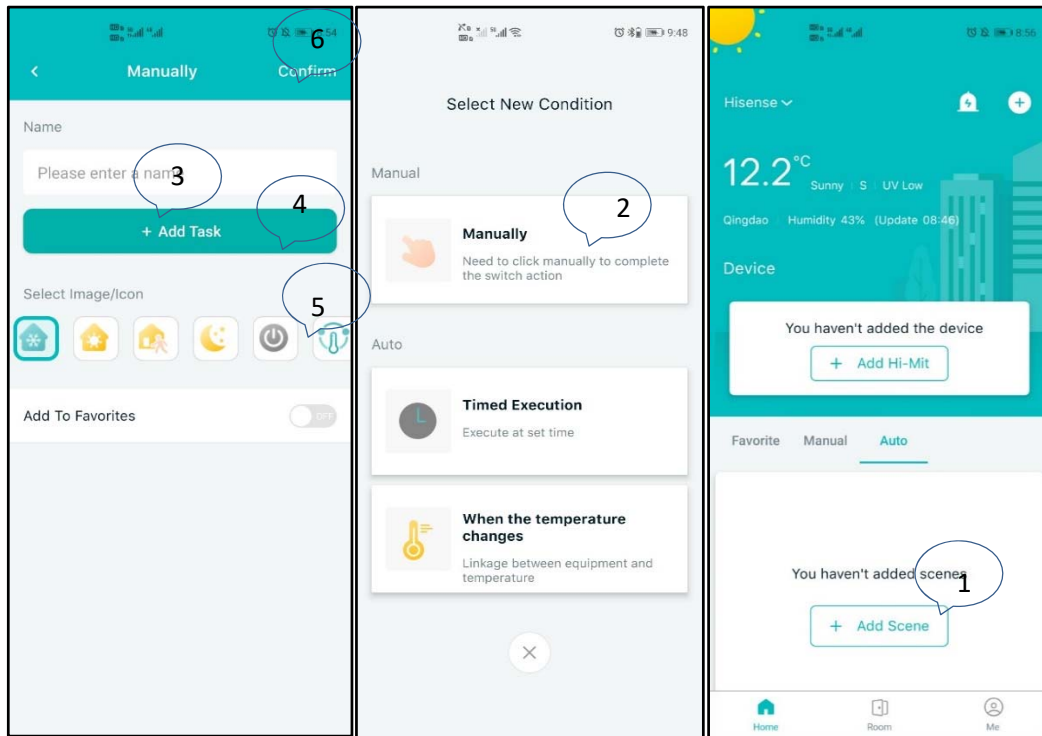 6
54
Manually
Confirm
Name
Please enter a name
3
4
+ Add Task
Select Image/Icon
5
Add To Favorites
OFF
9:48
Select New Condition
Manual
2
Manually
Need to click manually to complete
the switch action
Auto
Timed Execution
Execute at set time
When the temperature
changes
Linkage between equipment and
temperature
8:56
Hisense
12.2°C
Sunny S UV Low
Qingdao Humidity 43% (Update 08:46)
Device
You haven't added the device
+ Add Hi-Mit
Favorite Manual Auto
You haven't added scenes
1
+ Add Scene
Home Room Me